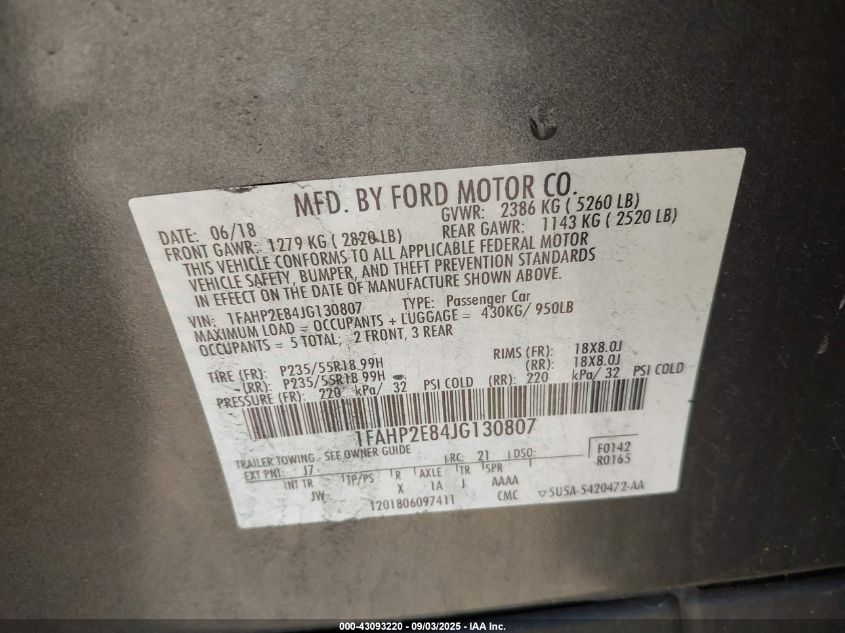 MFD. BY FORD MOTOR CO.
DATE: 06/18 GVWR: 2386 KG ( 5260 LB)
FRONT GAWR: 1279 KG ( 2820 LB) REAR GAWR: 1143 KG ( 2520 LB)
THIS VEHICLE CONFORMS TO ALL APPLICABLE FEDERAL MOTOR
VEHICLE SAFETY, BUMPER, AND THEFT PREVENTION STANDARDS
IN EFFECT ON THE DATE OF MANUFACTURE SHOWN ABOVE.
VIN: 1FAHP2E84JG130807 TYPE: Passenger Car
MAXIMUM LOAD = OCCUPANTS + LUGGAGE = 430KG/ 950LB
OCCUPANTS = 5 TOTAL, 2 FRONT, 3 REAR
TIRE (FR): P235/55R18 99H RIMS (FR): 18X8.0J
(RR): P235/55R18 99H (RR): 18X8.0J
PRESSURE (FR): 220 kPa/ 32 PSI COLD (RR): 220 kPa/ 32 PSI COLD
1FAHP2E84JG130807
TRAILER TOWING - SEE OWNER GUIDE
EXT PNT: J7 RC: 21 DSO: F0142
R0165
INT TR TP/PS R AXLE TR SPR
JW X 1A J AAAA
1201806097411 CMC ▽5U5A-5420472-AA
000-43093220 - 09/03/2025 - IAA Inc.